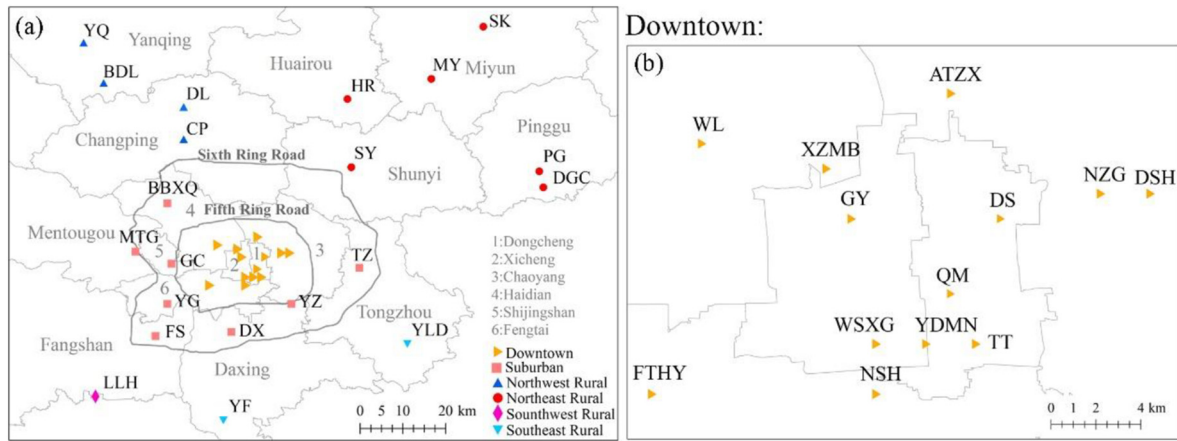 (a)
YQ
Yanqing
SK
BDL
Huairou
MY
Miyun
DL
HR
Changping
CP
Pinggu
Sixth Ring Road
SY
PG
Shunyi
DGC
BBXQ
4
Fifth Ring Road
Mentougou
MTG
5
GC
1
2
3
TZ
6
YG
YZ
Tongzhou
FS
DX
YLD
Fangshan
Daxing
LLH
YF
1:Dongcheng
2:Xicheng
3:Chaoyang
4:Haidian
5:Shijingshan
6:Fengtai
Downtown
Suburban
Northwest Rural
Northeast Rural
Sounthwest Rural
Southeast Rural
0 5 10 20 km
Downtown:
(b)
ATZX
WL
XZMB
NZG
DSH
GY
DS
QM
WSXG
YDMN
TT
FTHY
NSH
0 1 2 4 km